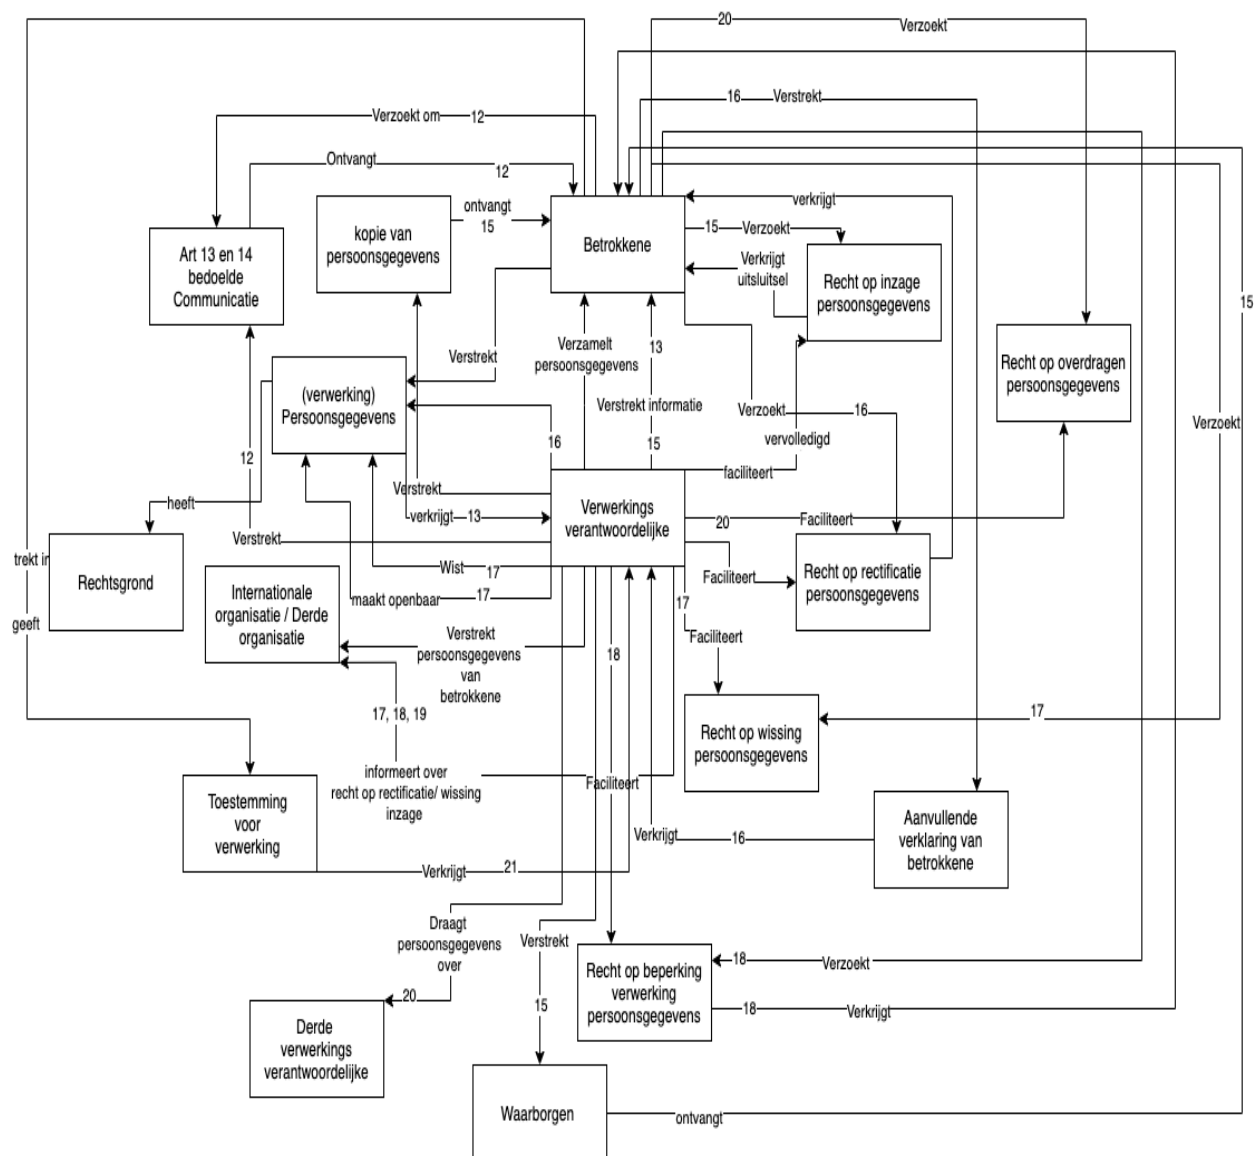 20
Verzoekt
16
Verstrekt
Verzoekt om
12
Ontvangt
12
ontvangt
15
verkrijgt
kopie van
persoonsgegevens
Betrokkene
15
Verzoekt
Art 13 en 14
bedoelde
Communicatie
Verkrijgt
uitsluitsel
Recht op inzage
persoonsgegevens
15
Verstrekt
Verzamelt
persoonsgegevens
13
Recht op overdragen
persoonsgegevens
(verwerking)
Persoonsgegevens
Verstrekt informatie
Verzoekt
16
Verzoekt
12
16
15
vervolledigd
faciliteert
heeft
Verstrekt
verkrijgt
13
Verwerkings
verantwoordelijke
20
Faciliteert
Verstrekt
trekt in
Rechtsgrond
Wist
17
Faciliteert
Recht op rectificatie
persoonsgegevens
maakt openbaar
17
17
geeft
Internationale
organisatie / Derde
organisatie
Verstrekt
persoonsgegevens
van
betrokkene
18
Faciliteert
17, 18, 19
Recht op wissing
persoonsgegevens
17
informeert over
recht op rectificatie/ wissing
inzage
Faciliteert
Toestemming
voor
verwerking
Verkrijgt
16
Aanvullende
verklaring van
betrokkene
Verkrijgt
21
Draagt
persoonsgegevens
over
Verstrekt
20
15
Recht op beperking
verwerking
persoonsgegevens
18
Verzoekt
18
Verkrijgt
Derde
verwerkings
verantwoordelijke
Waarborgen
ontvangt